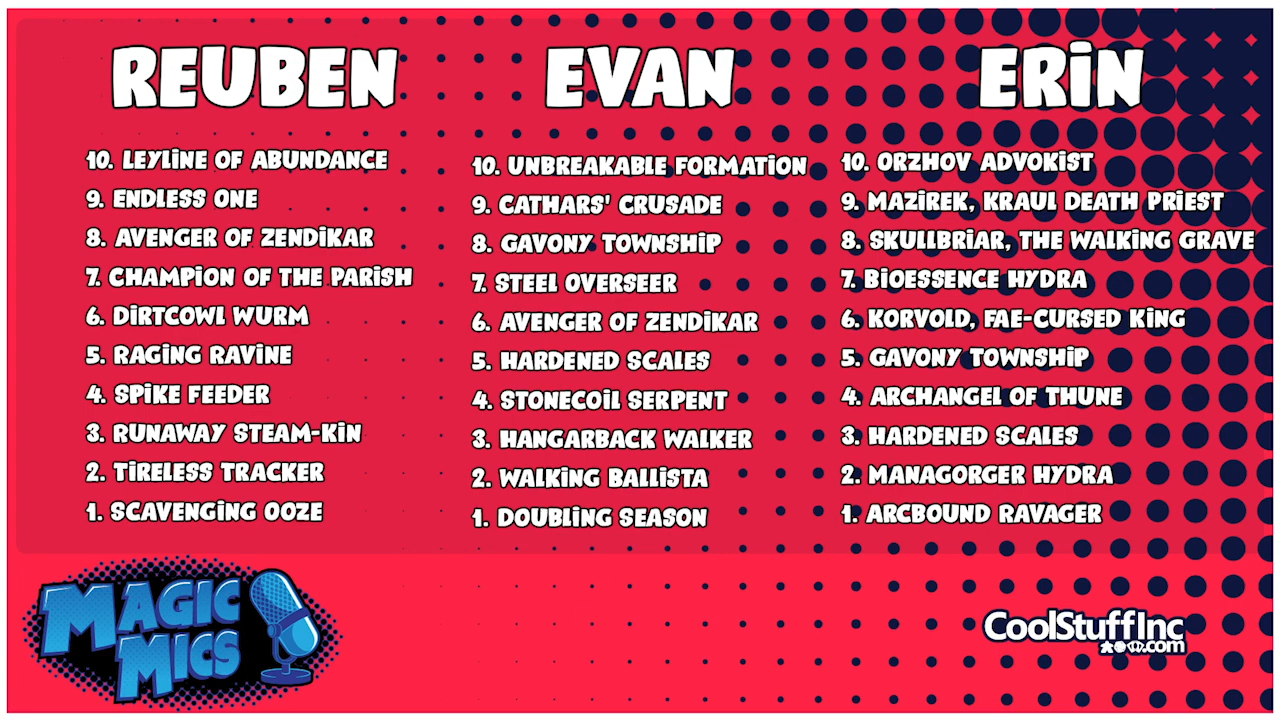 REUBEN
10. LEYLINE OF ABUNDANCE
9. ENDLESS ONE
8. AVENGER OF ZENDIKAR
7. CHAMPION OF THE PARISH
6. DIRTCOWL WURM
5. RAGING RAVINE
4. SPIKE FEEDER
3. RUNAWAY STEAM-KIN
2. TIRELESS TRACKER
1. SCAVENGING OOZE
EVAN
10. UNBREAKABLE FORMATION
9. CATHARS' CRUSADE
8. GAVONY TOWNSHIP
7. STEEL OVERSEER
6. AVENGER OF ZENDIKAR
5. HARDENED SCALES
4. STONECOIL SERPENT
3. HANGARBACK WALKER
2. WALKING BALLISTA
1. DOUBLING SEASON
ERIN
10. ORZHOV ADVOKIST
9. MAZIREK, KRAUL DEATH PRIEST
8. SKULLBRIAR, THE WALKING GRAVE
7. BIOESSENCE HYDRA
6. KORVOLD, FAE-CURSED KING
5. GAVONY TOWNSHIP
4. ARCHANGEL OF THUNE
3. HARDENED SCALES
2. MANAGORGER HYDRA
1. ARCBOUND RAVAGER
MAGIC
MICS
CoolStuffInc
.com